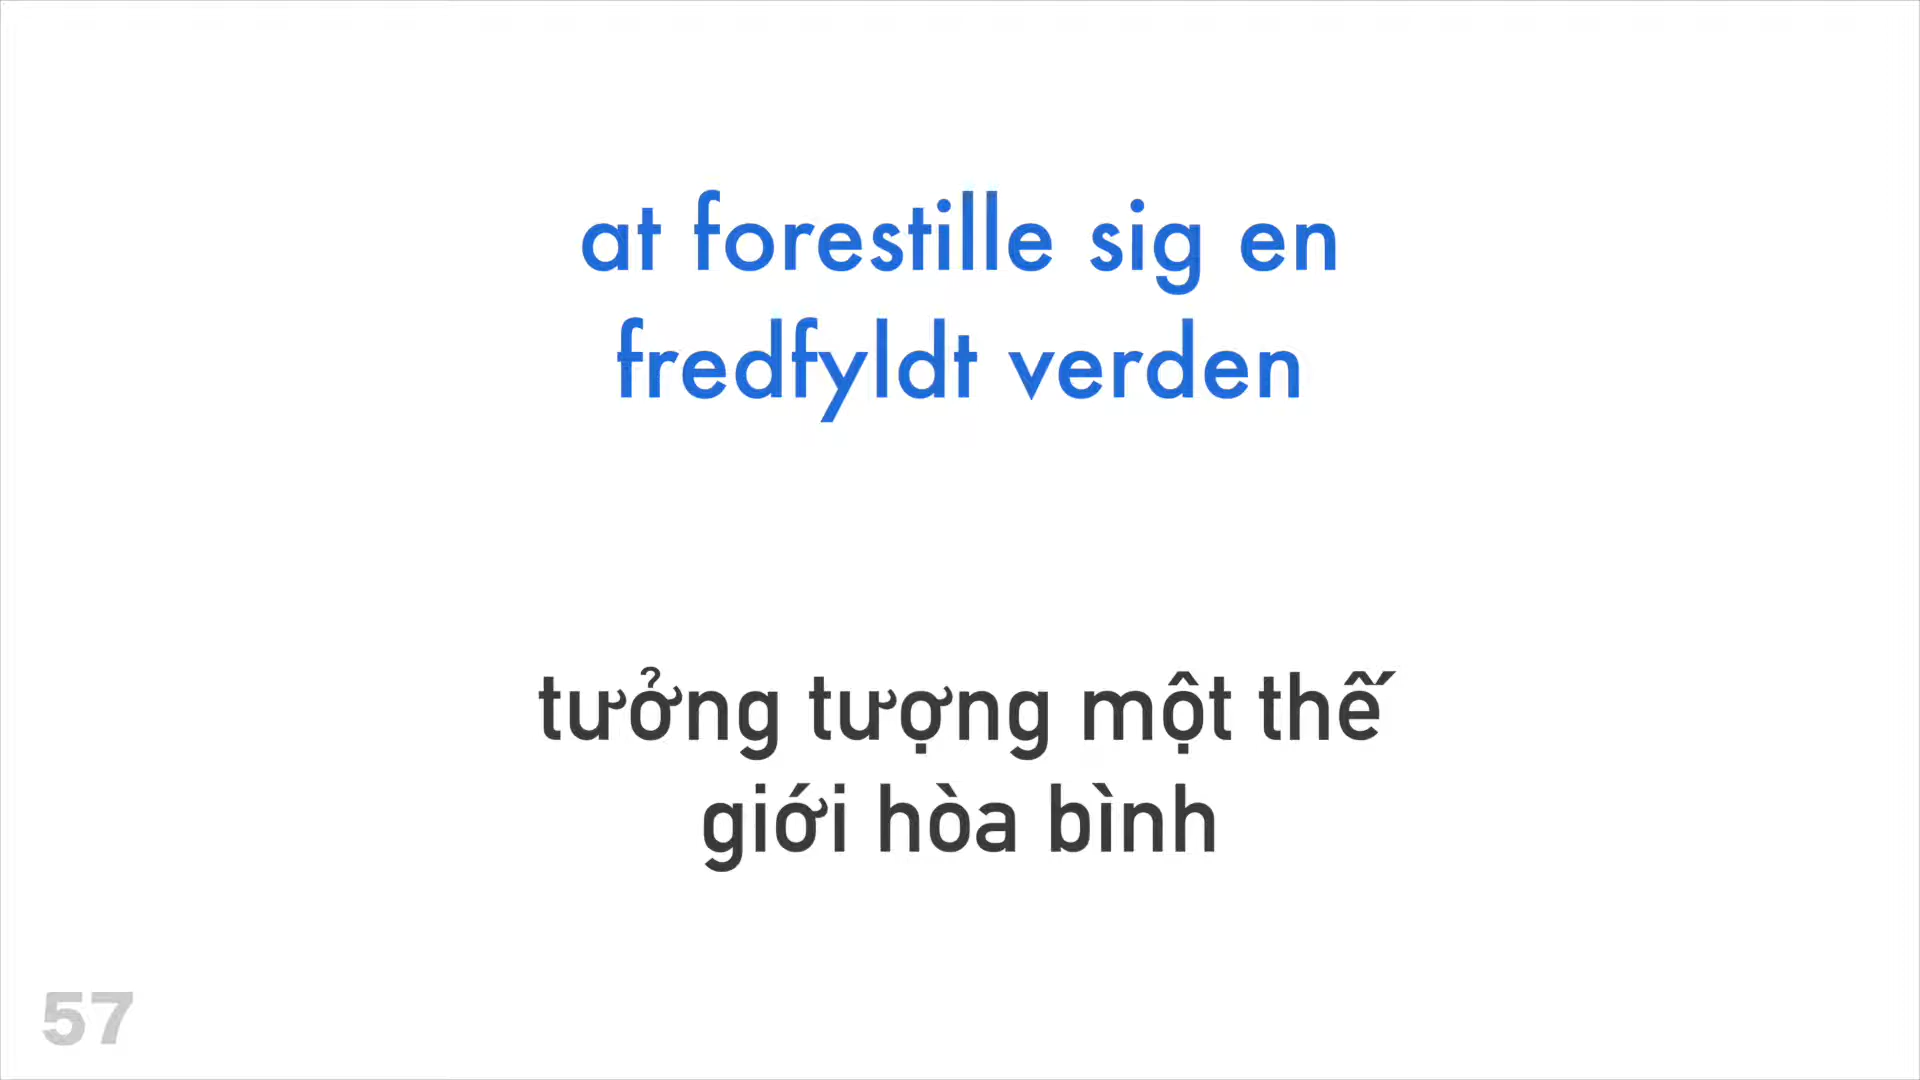 at forestille sig en
fredfyldt verden
tưởng tượng một thế
giới hòa bình
57